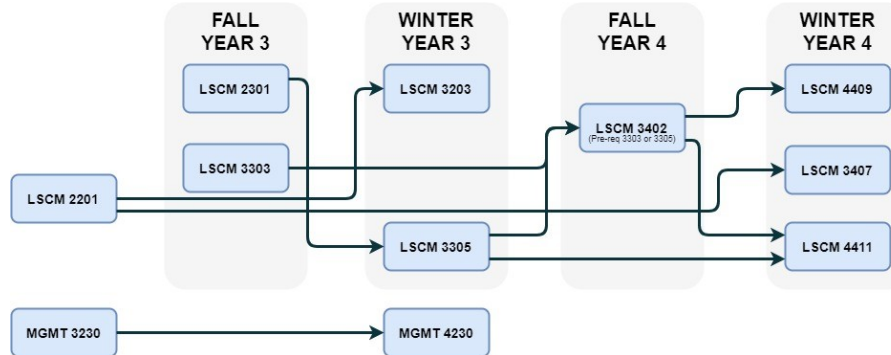 FALL
YEAR 3
WINTER
YEAR 3
FALL
YEAR 4
WINTER
YEAR 4
LSCM 2301
LSCM 3203
LSCM 4409
LSCM 3402
(Pre-req 3303 or 3305)
LSCM 3303
LSCM 3407
LSCM 2201
LSCM 3305
LSCM 4411
MGMT 3230
MGMT 4230